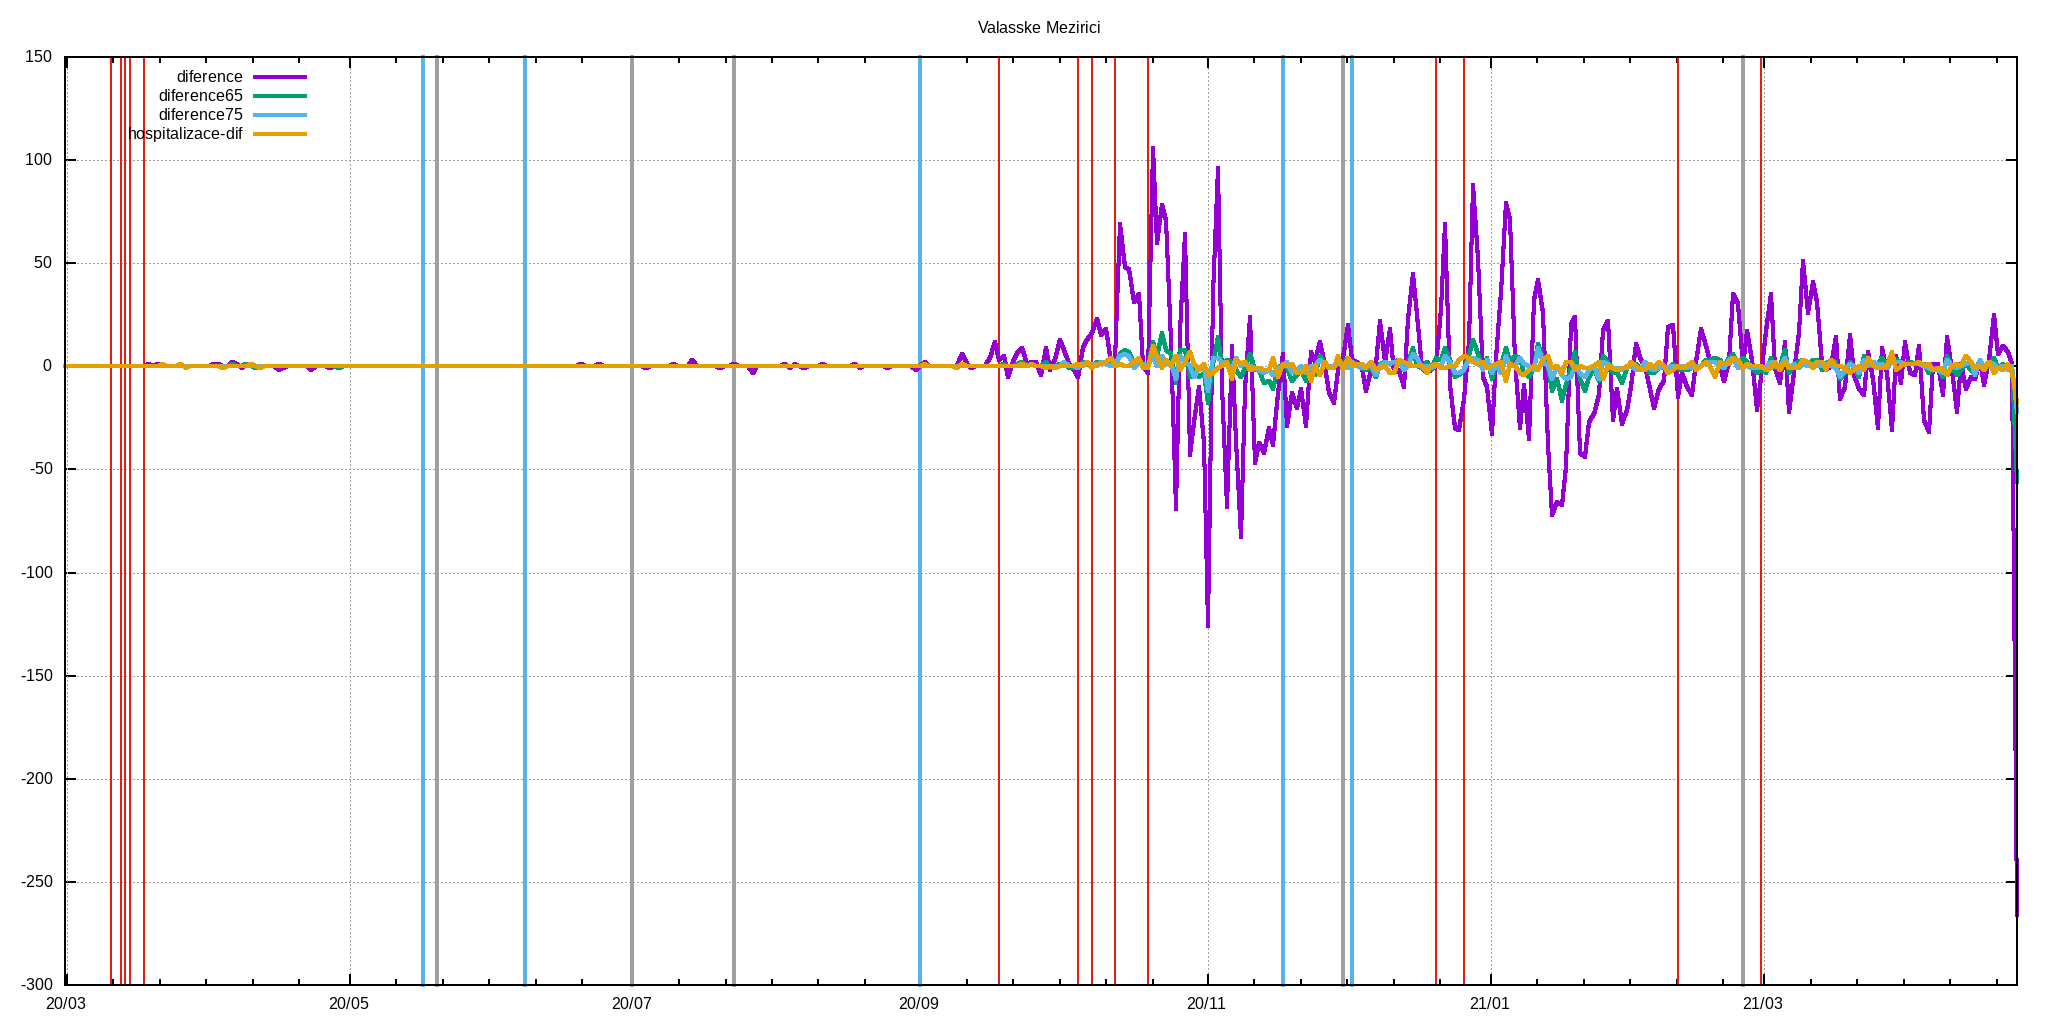 Valasske Mezirici
150
diference
diference65
diference75
hospitalizace-dif
100
50
0
-50
-100
-150
-200
-250
-300
20/03 20/05 20/07 20/09 20/11 21/01 21/03